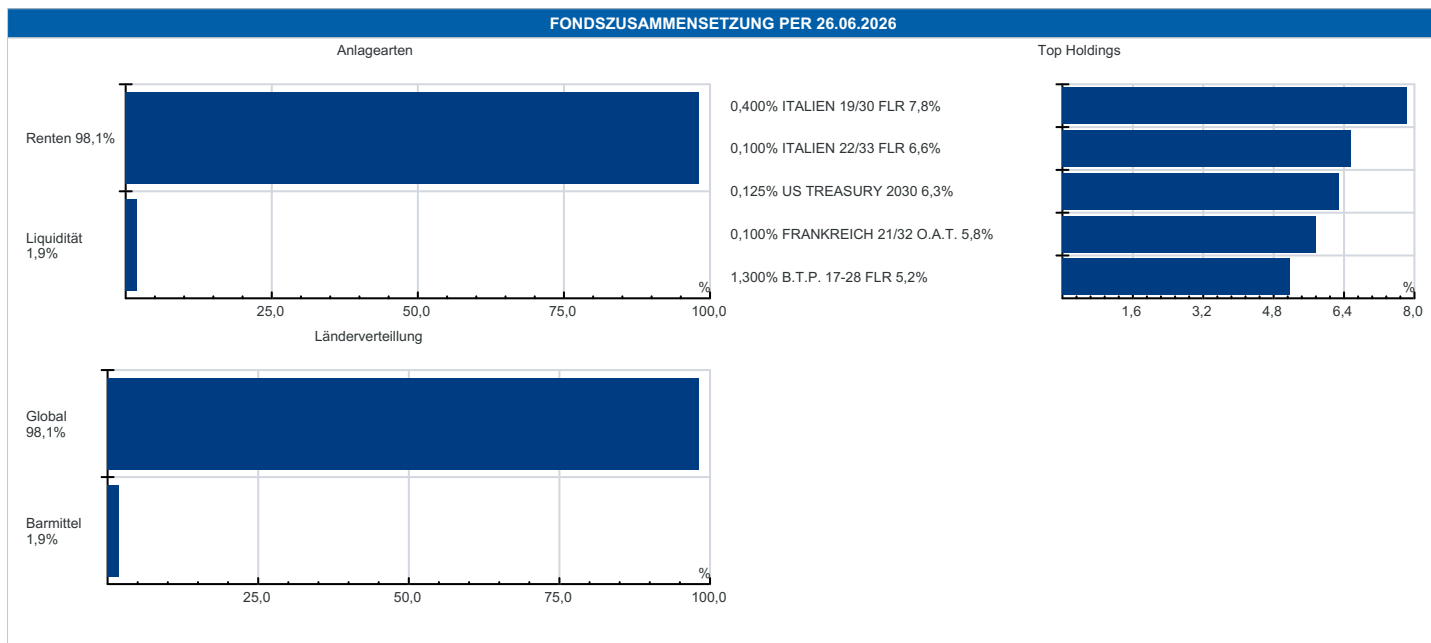 FONDSZUSAMMENSETZUNG PER 26.06.2026
Anlagearten
Renten 98,1%
Liquidität
1,9%
%
25,0 50,0 75,0 100,0
Top Holdings
0,400% ITALIEN 19/30 FLR 7,8%
0,100% ITALIEN 22/33 FLR 6,6%
0,125% US TREASURY 2030 6,3%
0,100% FRANKREICH 21/32 O.A.T. 5,8%
1,300% B.T.P. 17-28 FLR 5,2%
%
1,6 3,2 4,8 6,4 8,0
Länderverteillung
Global
98,1%
Barmittel
1,9%
%
25,0 50,0 75,0 100,0